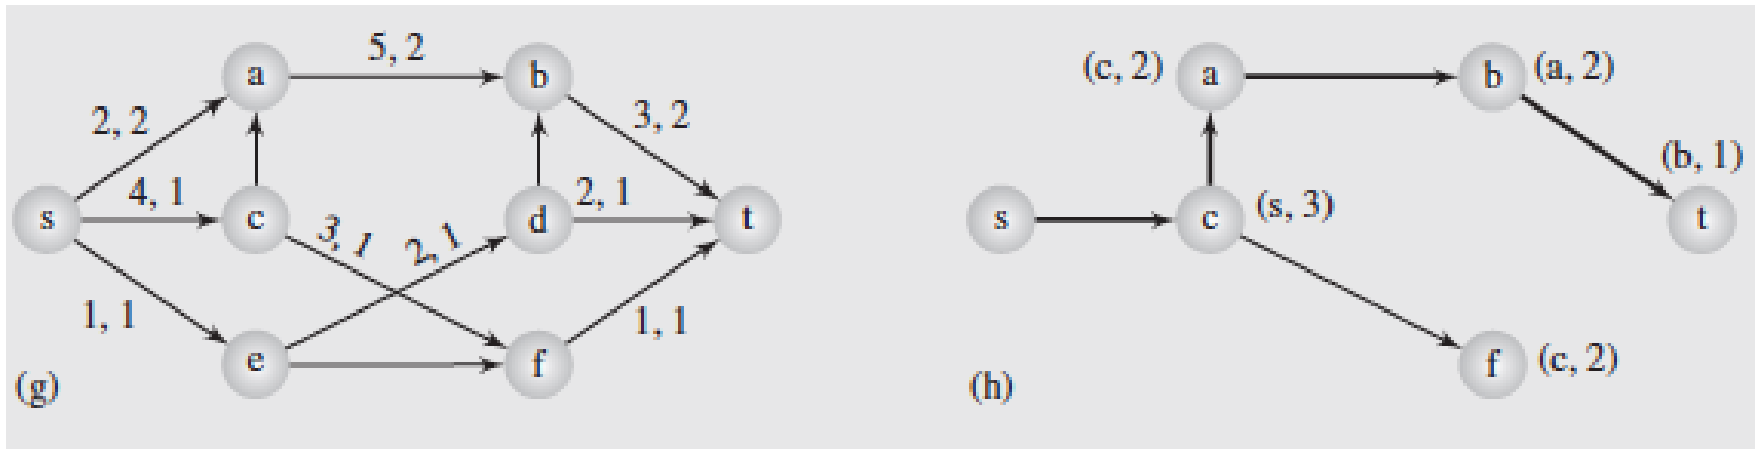 5, 2
a
b
2, 2
3, 2
4, 1
s
c
3, 1
2, 1
d
2, 1
t
1, 1
1, 1
e
f
(g)
(c, 2)
a
b
(a, 2)
(b, 1)
s
c
(s, 3)
t
f
(c, 2)
(h)